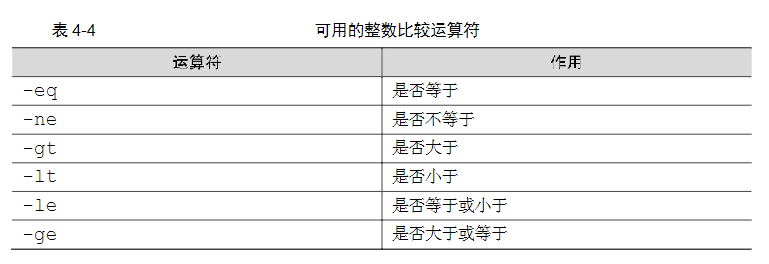 表 4-4 可用的整数比较运算符
运算符 作用
-eq 是否等于
-ne 是否不等于
-gt 是否大于
-lt 是否小于
-le 是否等于或小于
-ge 是否大于或等于